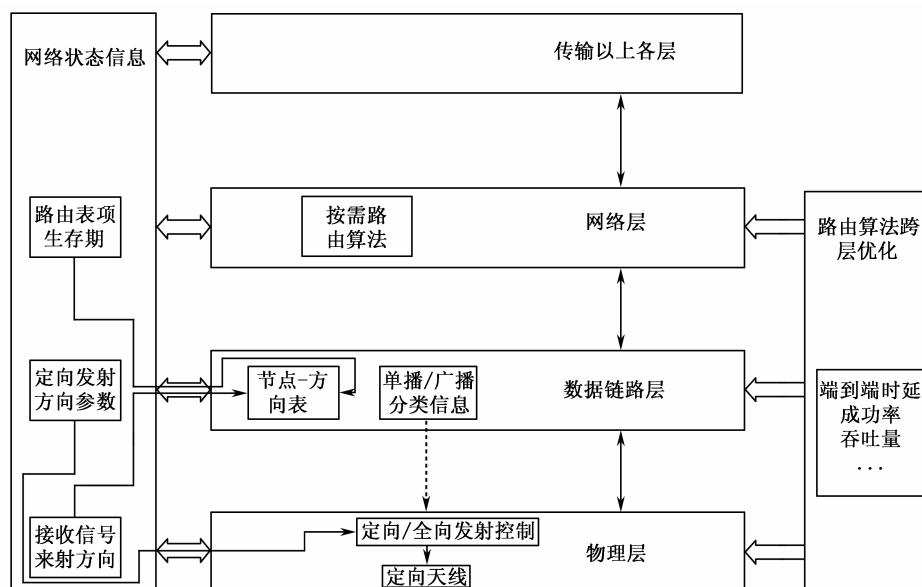 网络状态信息
传输以上各层
路由表项
生存期
按需路
由算法
网络层
路由算法跨
层优化
定向发射
方向参数
节点-方
向表
单播/广播
分类信息
数据链路层
端到端时延
成功率
吞吐量
...
接收信号
来射方向
定向/全向发射控制
物理层
定向天线